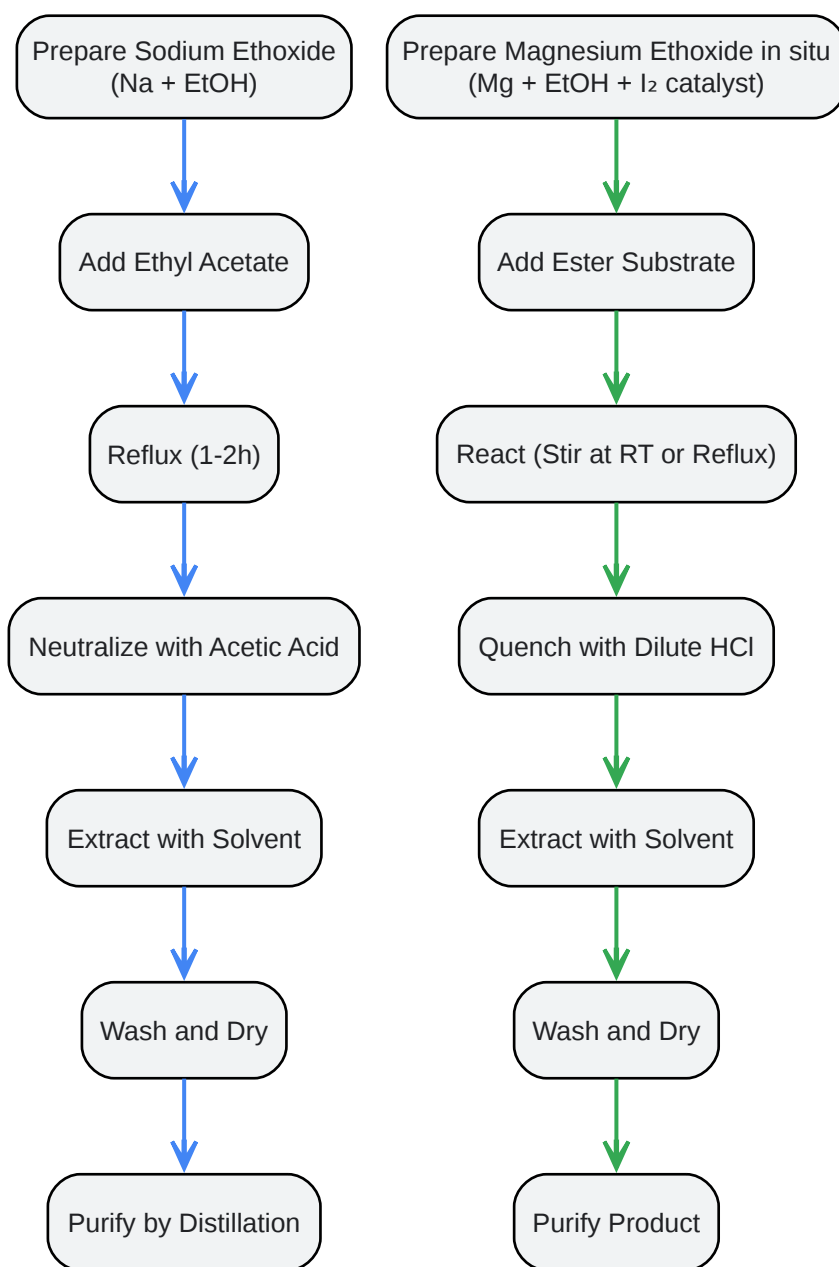 Prepare Sodium Ethoxide
(Na + EtOH)
Add Ethyl Acetate
Reflux (1-2h)
Neutralize with Acetic Acid
Extract with Solvent
Wash and Dry
Purify by Distillation
Prepare Magnesium Ethoxide in situ
(Mg + EtOH + I₂ catalyst)
Add Ester Substrate
React (Stir at RT or Reflux)
Quench with Dilute HCl
Extract with Solvent
Wash and Dry
Purify Product